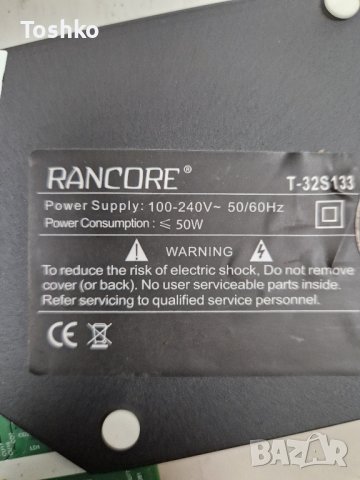 Toshko
RANCORE®
T-32S133
Power Supply: 100-240V~ 50/60Hz
Power Consumption : ≤ 50W
WARNING
To reduce the risk of electric shock, Do not remove
cover (or back). No user serviceable parts inside.
Refer servicing to qualified service personnel.
CE
BAZAR